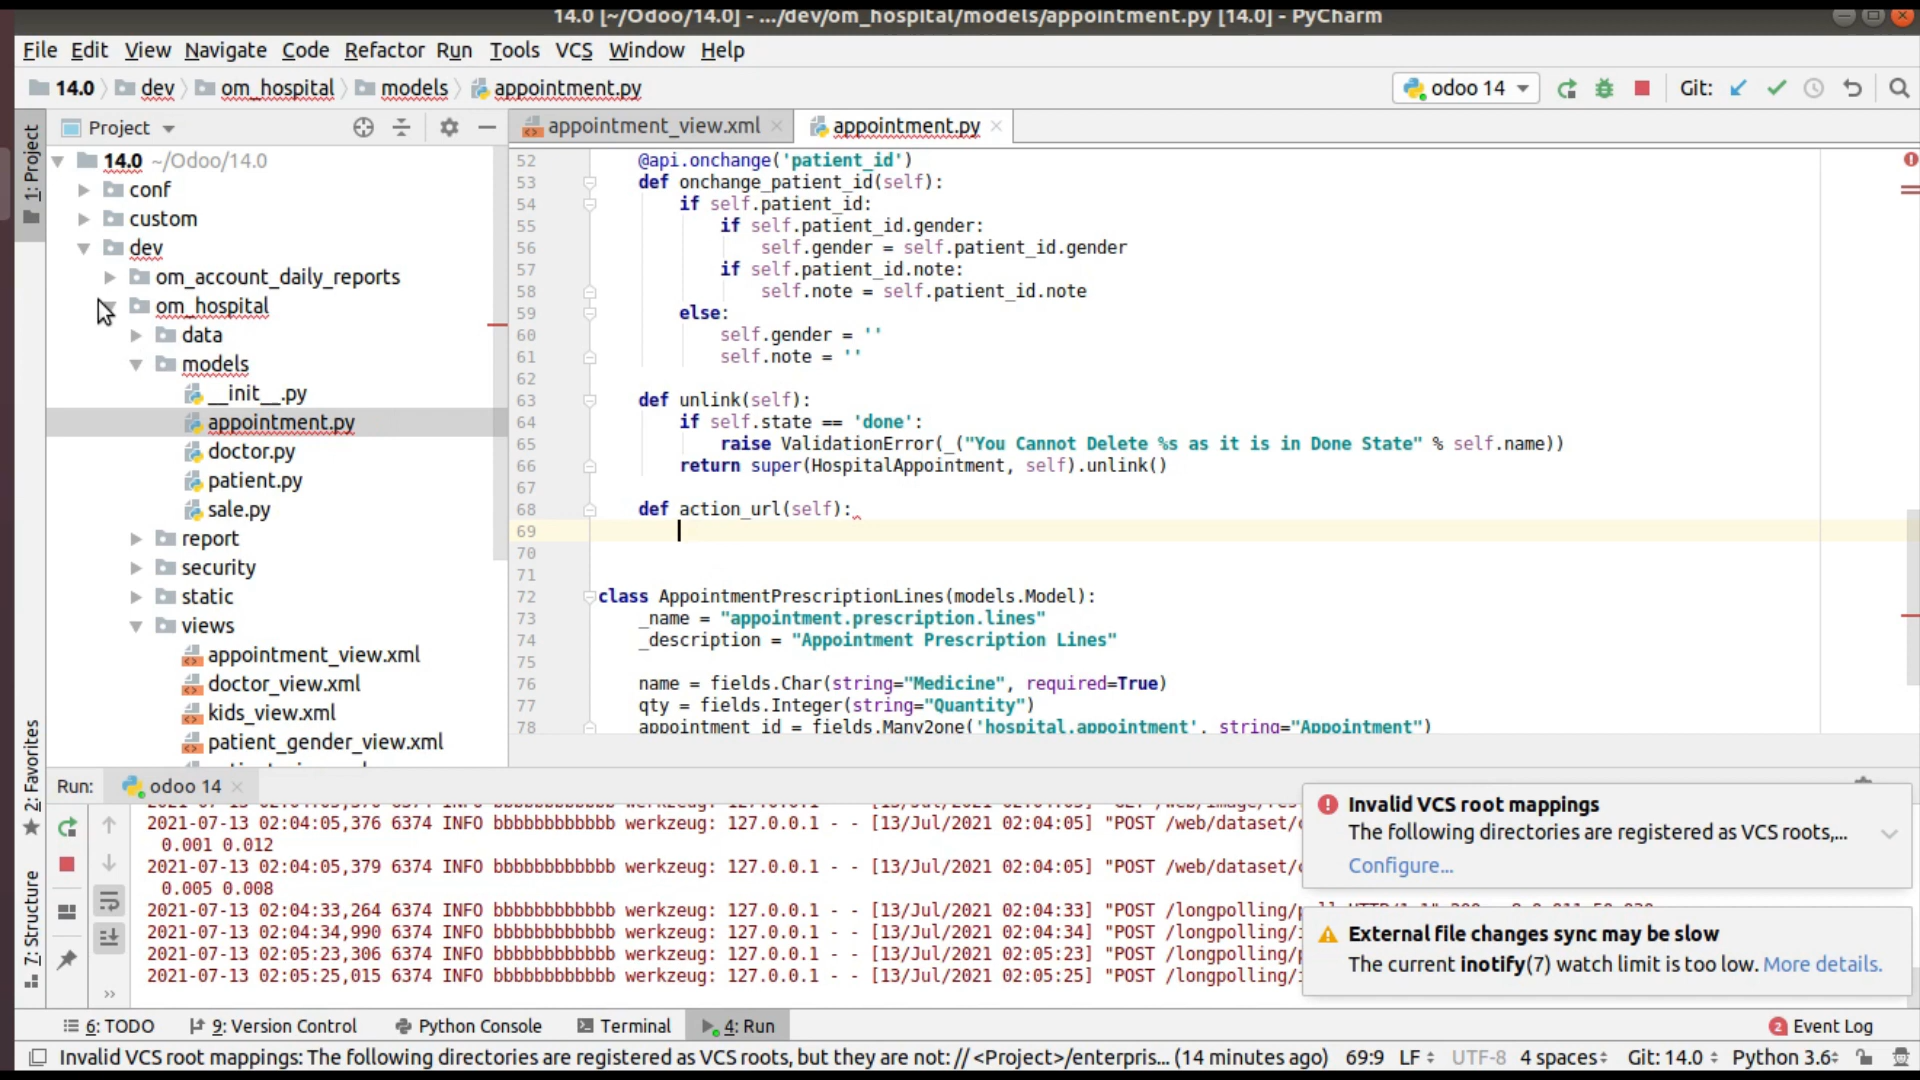 14.0 [~/Odoo/14.0] - .../dev/om_hospital/models/appointment.py [14.0] - PyCharm
File Edit View Navigate Code Refactor Run Tools VCS Window Help
14.0 dev om_hospital models appointment.py odoo 14 Git:
Project
appointment_view.xml appointment.py
1: Project
14.0 ~/Odoo/14.0
conf
custom
dev
om_account_daily_reports
om_hospital
data
models
__init__.py
appointment.py
doctor.py
patient.py
sale.py
report
security
static
views
appointment_view.xml
doctor_view.xml
kids_view.xml
patient_gender_view.xml
52 @api.onchange('patient_id')
53 def onchange_patient_id(self):
54 if self.patient_id:
55 if self.patient_id.gender:
56 self.gender = self.patient_id.gender
57 if self.patient_id.note:
58 self.note = self.patient_id.note
59 else:
60 self.gender = ''
61 self.note = ''
62
63 def unlink(self):
64 if self.state == 'done':
65 raise ValidationError(_("You Cannot Delete %s as it is in Done State" % self.name))
66 return super(HospitalAppointment, self).unlink()
67
68 def action_url(self):
69
70
71
72 class AppointmentPrescriptionLines(models.Model):
73 _name = "appointment.prescription.lines"
74 _description = "Appointment Prescription Lines"
75
76 name = fields.Char(string="Medicine", required=True)
77 qty = fields.Integer(string="Quantity")
78 appointment_id = fields.Many2one('hospital.appointment', string="Appointment")
2: Favorites
7: Structure
Run: odoo 14
2021-07-13 02:04:05,376 6374 INFO bbbbbbbbbbbb werkzeug: 127.0.0.1 - - [13/Jul/2021 02:04:05] "POST /web/dataset/
0.001 0.012
2021-07-13 02:04:05,379 6374 INFO bbbbbbbbbbbb werkzeug: 127.0.0.1 - - [13/Jul/2021 02:04:05] "POST /web/dataset/
0.005 0.008
2021-07-13 02:04:33,264 6374 INFO bbbbbbbbbbbb werkzeug: 127.0.0.1 - - [13/Jul/2021 02:04:33] "POST /longpolling/
2021-07-13 02:04:34,990 6374 INFO bbbbbbbbbbbb werkzeug: 127.0.0.1 - - [13/Jul/2021 02:04:34] "POST /longpolling/
2021-07-13 02:05:23,306 6374 INFO bbbbbbbbbbbb werkzeug: 127.0.0.1 - - [13/Jul/2021 02:05:23] "POST /longpolling/
2021-07-13 02:05:25,015 6374 INFO bbbbbbbbbbbb werkzeug: 127.0.0.1 - - [13/Jul/2021 02:05:25] "POST /longpolling/
Invalid VCS root mappings
The following directories are registered as VCS roots,...
Configure...
External file changes sync may be slow
The current inotify(7) watch limit is too low. More details.
6: TODO 9: Version Control Python Console Terminal 4: Run 2 Event Log
Invalid VCS root mappings: The following directories are registered as VCS roots, but they are not: // <Project>/enterpris... (14 minutes ago) 69:9 LF UTF-8 4 spaces Git: 14.0 Python 3.6